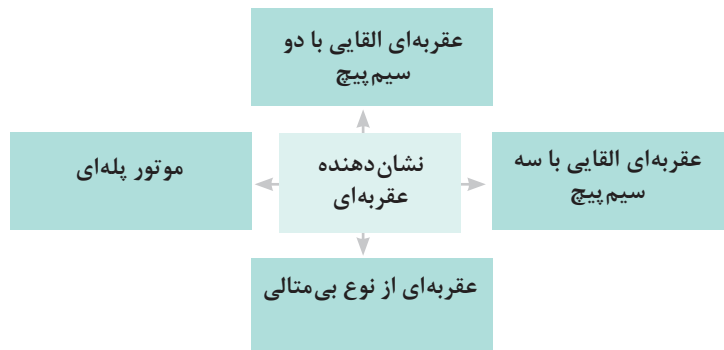 عقربه‌ای القایی با دو
سیم‌پیچ
عقربه‌ای القایی با سه
سیم‌پیچ
نشان‌دهنده
عقربه‌ای
موتور پله‌ای
عقربه‌ای از نوع بی‌متالی